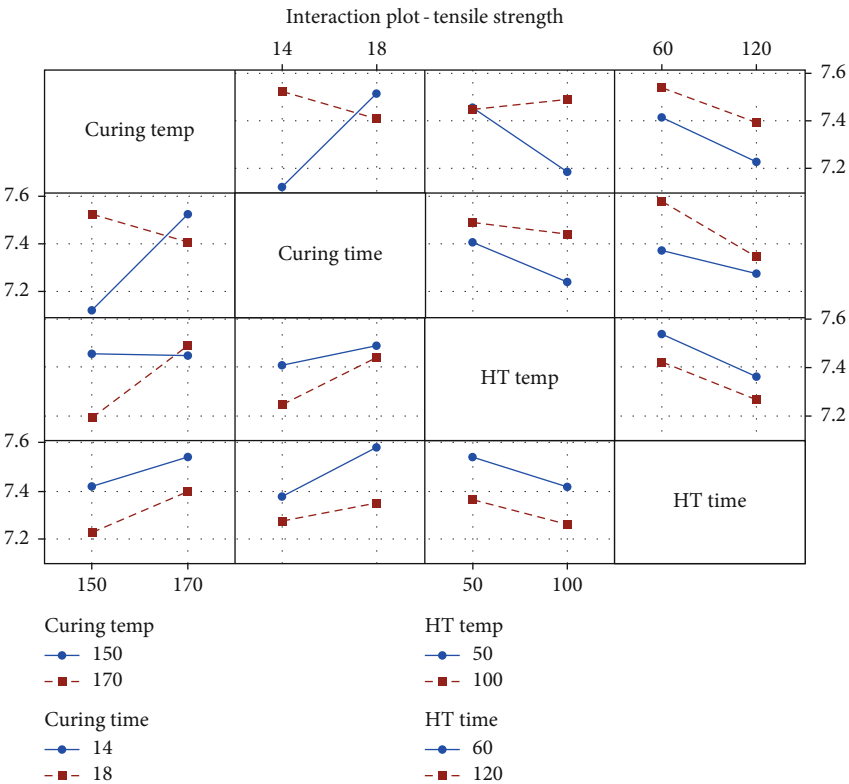 Interaction plot - tensile strength
14 18 60 120
Curing temp
7.6
7.4
7.2
7.6
7.4
7.2
Curing time
HT temp
7.6
7.4
7.2
7.6
7.4
7.2
HT time
150 170 50 100
Curing temp
150
170
Curing time
14
18
HT temp
50
100
HT time
60
120